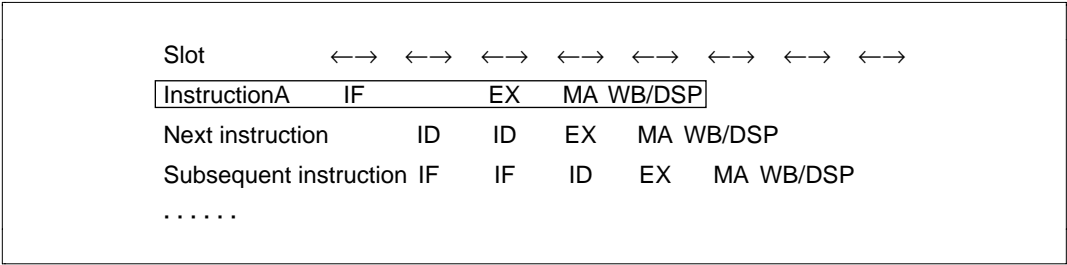 Slot ←→ ←→ ←→ ←→ ←→ ←→ ←→ ←→
InstructionA IF EX MA WB/DSP
Next instruction ID ID EX MA WB/DSP
Subsequent instruction IF IF ID EX MA WB/DSP
. . . . . .